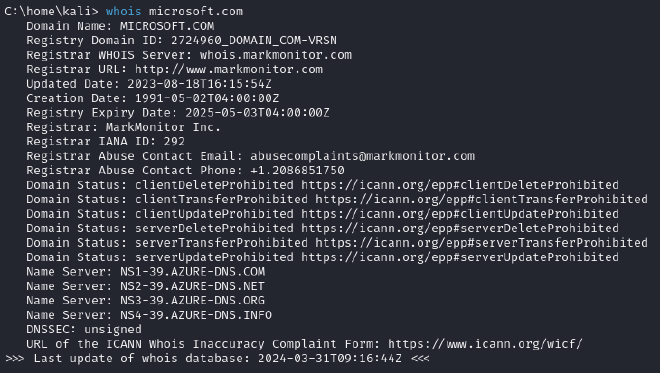 C:\home\kali> whois microsoft.com
Domain Name: MICROSOFT.COM
Registry Domain ID: 2724960_DOMAIN_COM-VRSN
Registrar WHOIS Server: whois.markmonitor.com
Registrar URL: http://www.markmonitor.com
Updated Date: 2023-08-18T16:15:54Z
Creation Date: 1991-05-02T04:00:00Z
Registry Expiry Date: 2025-05-03T04:00:00Z
Registrar: MarkMonitor Inc.
Registrar IANA ID: 292
Registrar Abuse Contact Email: abusecomplaints@markmonitor.com
Registrar Abuse Contact Phone: +1.2086851750
Domain Status: clientDeleteProhibited https://icann.org/epp#clientDeleteProhibited
Domain Status: clientTransferProhibited https://icann.org/epp#clientTransferProhibited
Domain Status: clientUpdateProhibited https://icann.org/epp#clientUpdateProhibited
Domain Status: serverDeleteProhibited https://icann.org/epp#serverDeleteProhibited
Domain Status: serverTransferProhibited https://icann.org/epp#serverTransferProhibited
Domain Status: serverUpdateProhibited https://icann.org/epp#serverUpdateProhibited
Name Server: NS1-39.AZURE-DNS.COM
Name Server: NS2-39.AZURE-DNS.NET
Name Server: NS3-39.AZURE-DNS.ORG
Name Server: NS4-39.AZURE-DNS.INFO
DNSSEC: unsigned
URL of the ICANN Whois Inaccuracy Complaint Form: https://www.icann.org/wicf/
>>> Last update of whois database: 2024-03-31T09:16:44Z <<<